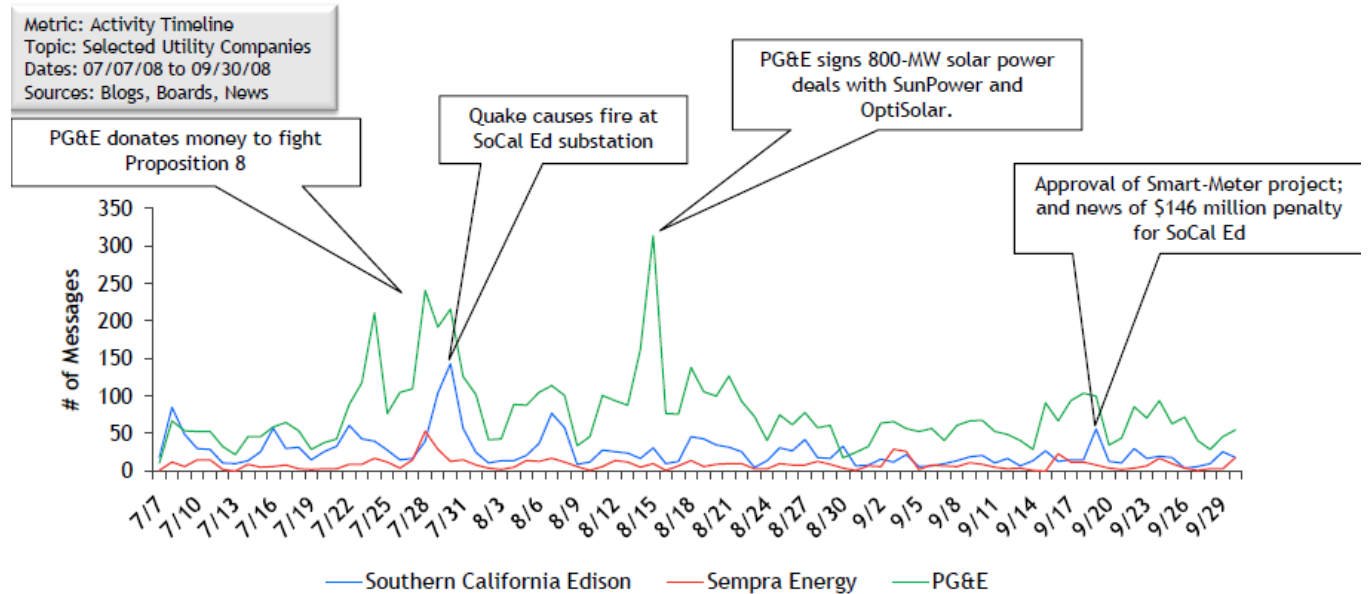 Metric: Activity Timeline
Topic: Selected Utility Companies
Dates: 07/07/08 to 09/30/08
Sources: Blogs, Boards, News
PG&E donates money to fight
Proposition 8
Quake causes fire at
SoCal Ed substation
PG&E signs 800-MW solar power
deals with SunPower and
OptiSolar.
Approval of Smart-Meter project;
and news of $146 million penalty
for SoCal Ed
# of Messages
350
300
250
200
150
100
50
0
7/7
7/10
7/13
7/16
7/19
7/22
7/25
7/28
7/31
8/3
8/6
8/9
8/12
8/15
8/18
8/21
8/24
8/27
8/30
9/2
9/5
9/8
9/11
9/14
9/17
9/20
9/23
9/26
9/29
Southern California Edison
Sempra Energy
PG&E